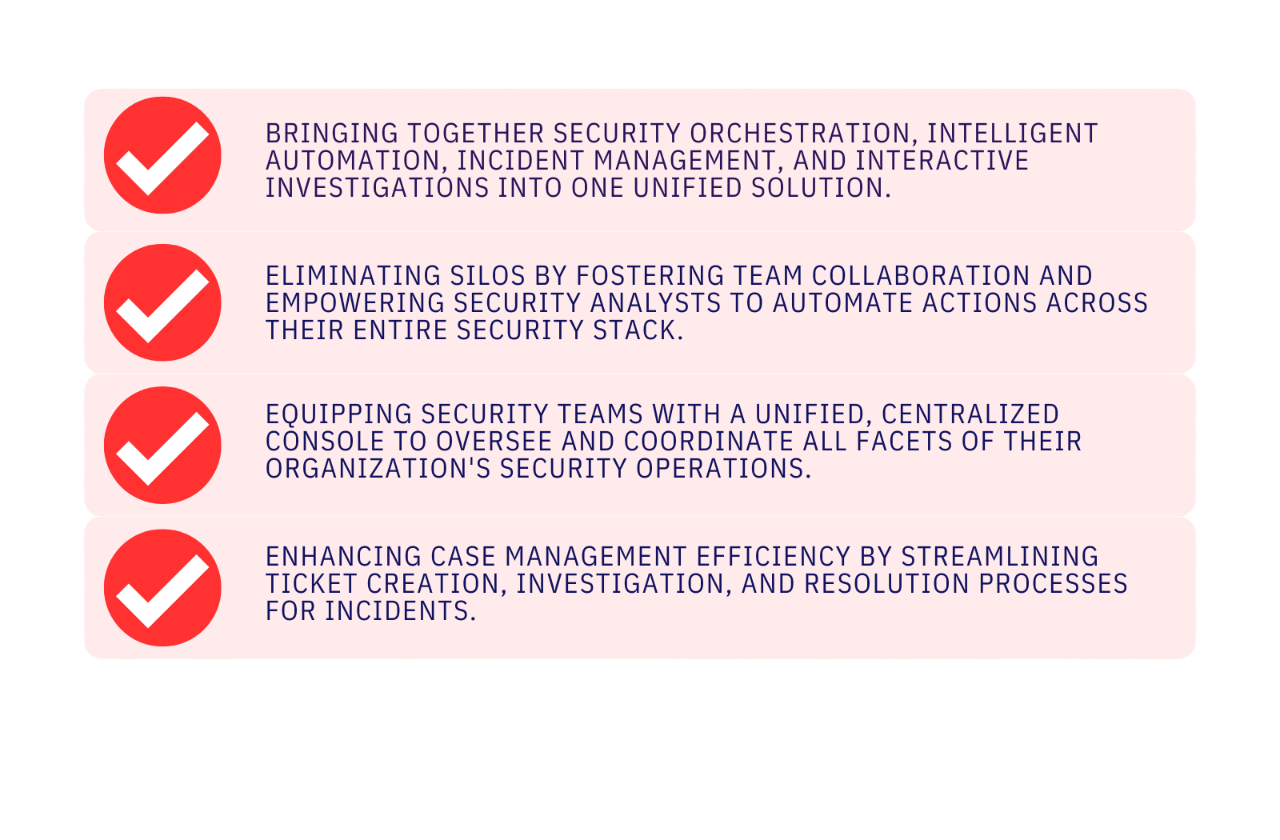 BRINGING TOGETHER SECURITY ORCHESTRATION, INTELLIGENT
AUTOMATION, INCIDENT MANAGEMENT, AND INTERACTIVE
INVESTIGATIONS INTO ONE UNIFIED SOLUTION.
ELIMINATING SILOS BY FOSTERING TEAM COLLABORATION AND
EMPOWERING SECURITY ANALYSTS TO AUTOMATE ACTIONS ACROSS
THEIR ENTIRE SECURITY STACK.
EQUIPPING SECURITY TEAMS WITH A UNIFIED, CENTRALIZED
CONSOLE TO OVERSEE AND COORDINATE ALL FACETS OF THEIR
ORGANIZATION'S SECURITY OPERATIONS.
ENHANCING CASE MANAGEMENT EFFICIENCY BY STREAMLINING
TICKET CREATION, INVESTIGATION, AND RESOLUTION PROCESSES
FOR INCIDENTS.